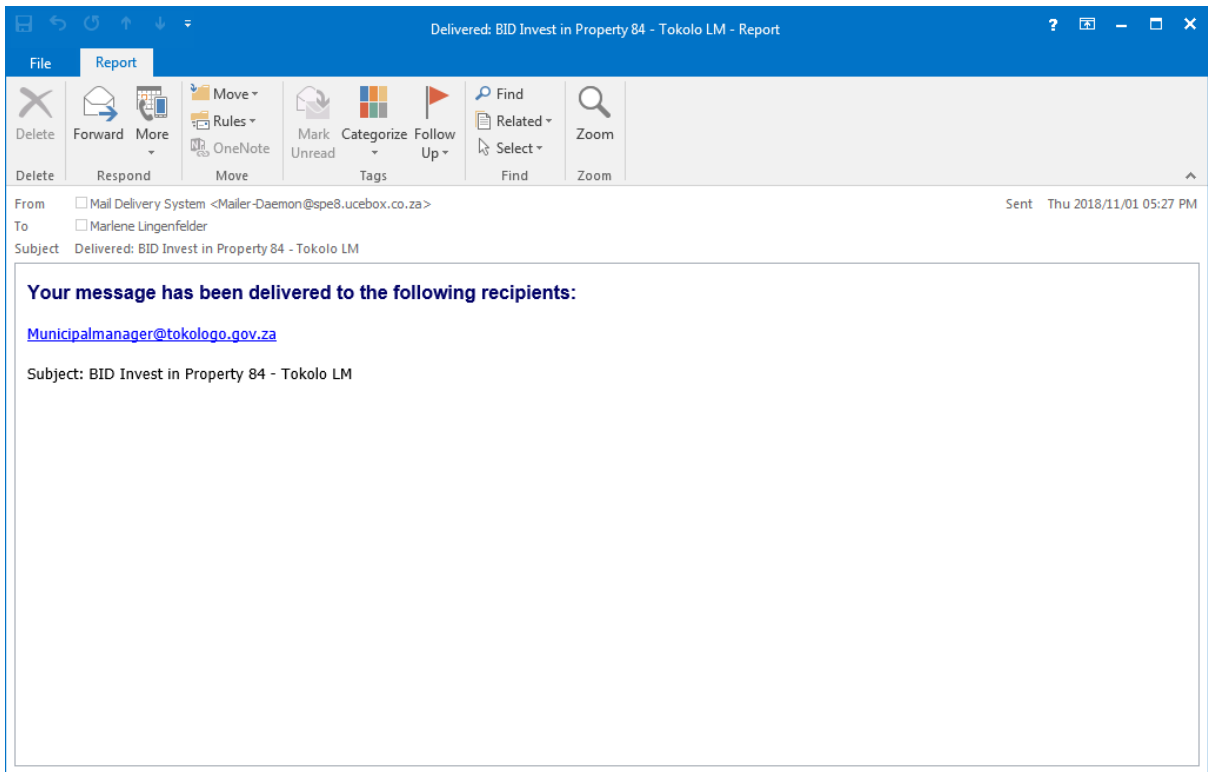 Delivered: BID Invest in Property 84 - Tokolo LM - Report
?
File Report
Delete
Forward
More
Move
Rules
OneNote
Mark Unread
Categorize
Follow Up
Find
Related
Select
Zoom
Delete Respond Move Tags Find Zoom
From Mail Delivery System <Mailer-Daemon@spe8.ucebox.co.za> Sent Thu 2018/11/01 05:27 PM
To Marlene Lingenfelder
Subject Delivered: BID Invest in Property 84 - Tokolo LM
Your message has been delivered to the following recipients:
Municipalmanager@tokologo.gov.za
Subject: BID Invest in Property 84 - Tokolo LM